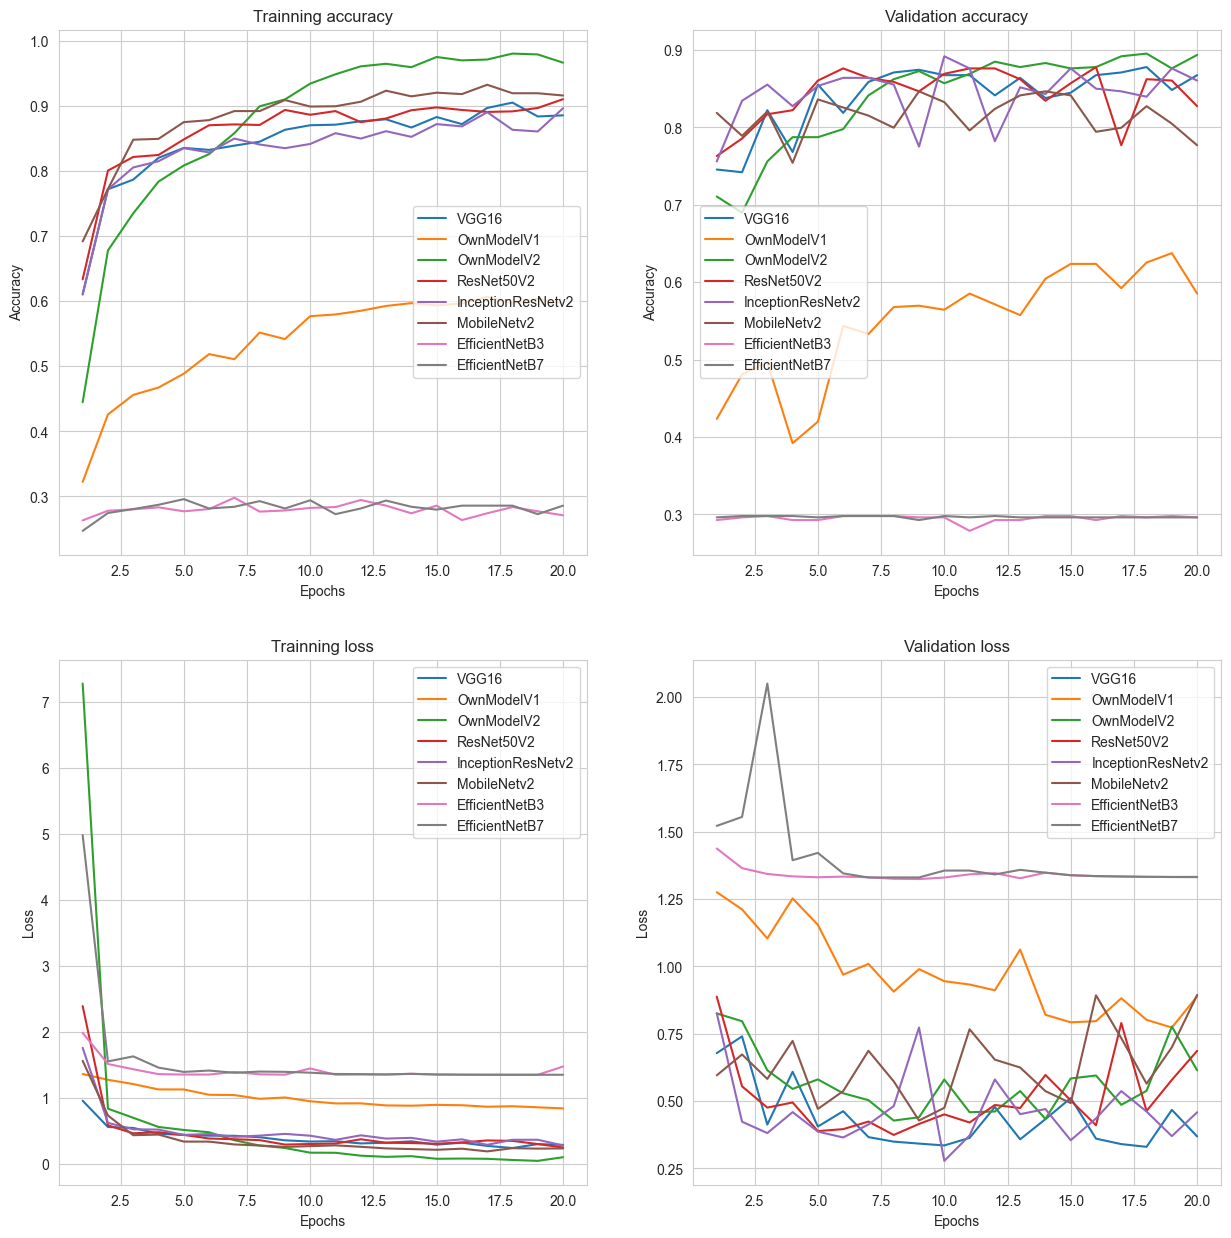 Trainning accuracy
1.0
0.9
0.8
0.7
0.6
0.5
0.4
0.3
Accuracy
VGG16
OwnModelV1
OwnModelV2
ResNet50V2
InceptionResNetv2
MobileNetv2
EfficientNetB3
EfficientNetB7
2.5 5.0 7.5 10.0 12.5 15.0 17.5 20.0
Epochs
Validation accuracy
0.9
0.8
0.7
0.6
0.5
0.4
0.3
Accuracy
VGG16
OwnModelV1
OwnModelV2
ResNet50V2
InceptionResNetv2
MobileNetv2
EfficientNetB3
EfficientNetB7
2.5 5.0 7.5 10.0 12.5 15.0 17.5 20.0
Epochs
Trainning loss
7
6
5
4
3
2
1
0
Loss
VGG16
OwnModelV1
OwnModelV2
ResNet50V2
InceptionResNetv2
MobileNetv2
EfficientNetB3
EfficientNetB7
2.5 5.0 7.5 10.0 12.5 15.0 17.5 20.0
Epochs
Validation loss
2.00
1.75
1.50
1.25
1.00
0.75
0.50
0.25
Loss
VGG16
OwnModelV1
OwnModelV2
ResNet50V2
InceptionResNetv2
MobileNetv2
EfficientNetB3
EfficientNetB7
2.5 5.0 7.5 10.0 12.5 15.0 17.5 20.0
Epochs